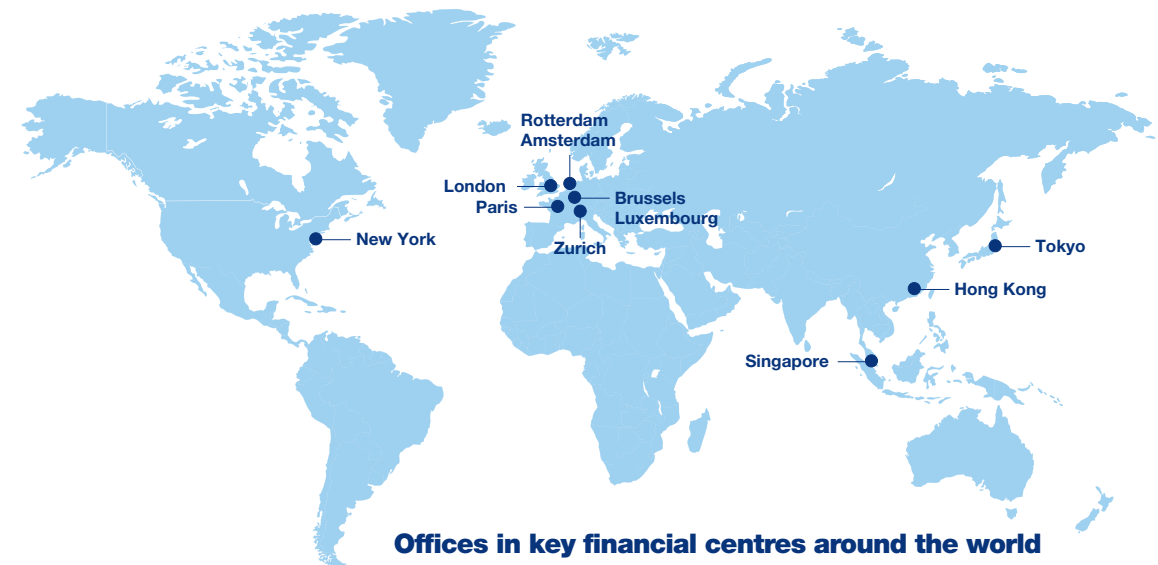 Rotterdam
Amsterdam
London
Paris
Brussels
Luxembourg
Zurich
New York
Tokyo
Hong Kong
Singapore
Offices in key financial centres around the world